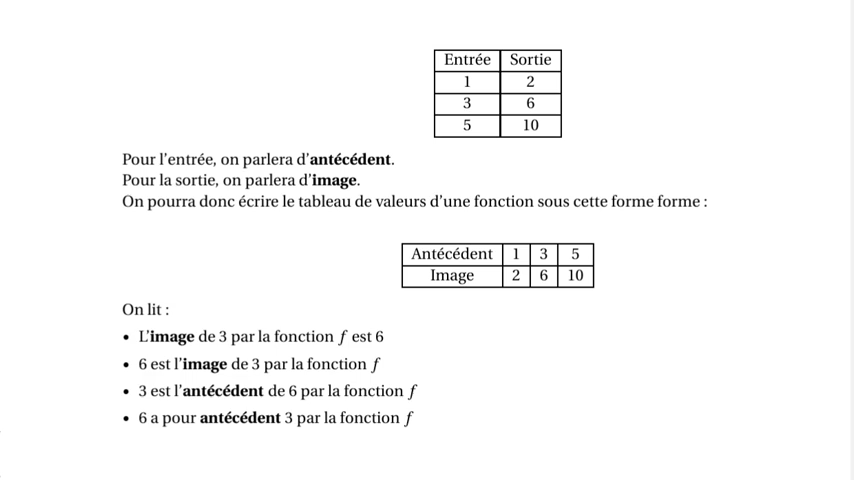 Entrée Sortie
1 2
3 6
5 10
Pour l'entrée, on parlera d'antécédent.
Pour la sortie, on parlera d'image.
On pourra donc écrire le tableau de valeurs d'une fonction sous cette forme forme :
Antécédent 1 3 5
Image 2 6 10
On lit :
• L'image de 3 par la fonction f est 6
• 6 est l'image de 3 par la fonction f
• 3 est l'antécédent de 6 par la fonction f
• 6 a pour antécédent 3 par la fonction f